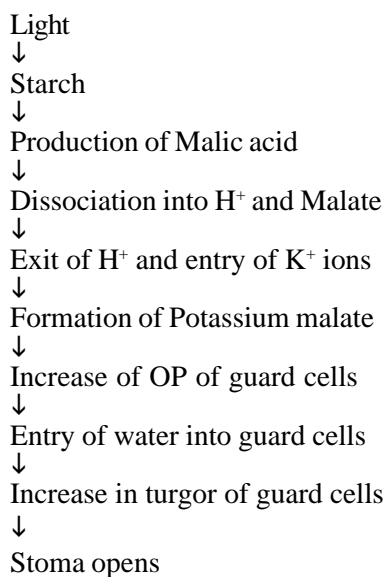 Light
↓
Starch
↓
Production of Malic acid
↓
Dissociation into H⁺ and Malate
↓
Exit of H⁺ and entry of K⁺ ions
↓
Formation of Potassium malate
↓
Increase of OP of guard cells
↓
Entry of water into guard cells
↓
Increase in turgor of guard cells
↓
Stoma opens